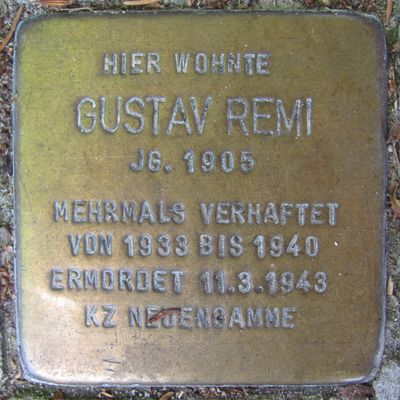 HIER WOHNTE
GUSTAV REMI
JG. 1905
MEHRMALS VERHAFTET
VON 1933 BIS 1940
ERMORDET 11.3.1943
KZ NEUENGAMME